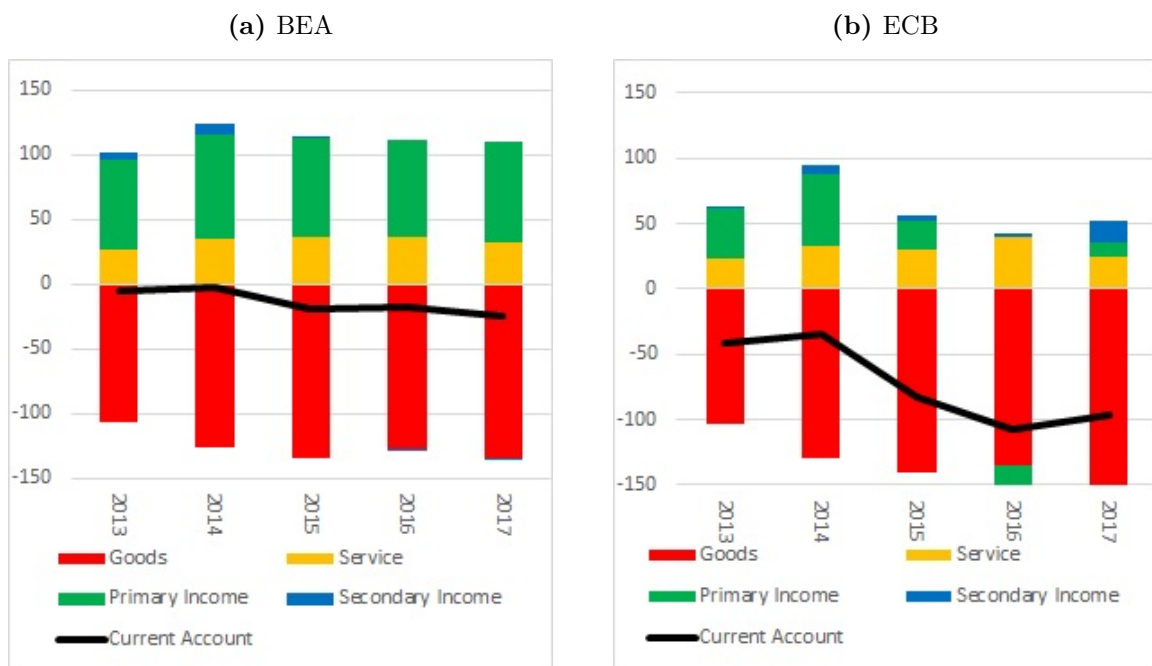 (a) BEA
150
100
50
0
-50
-100
-150
2013
2014
2015
2016
2017
Goods
Service
Primary Income
Secondary Income
Current Account
(b) ECB
150
100
50
0
-50
-100
-150
2013
2014
2015
2016
2017
Goods
Service
Primary Income
Secondary Income
Current Account